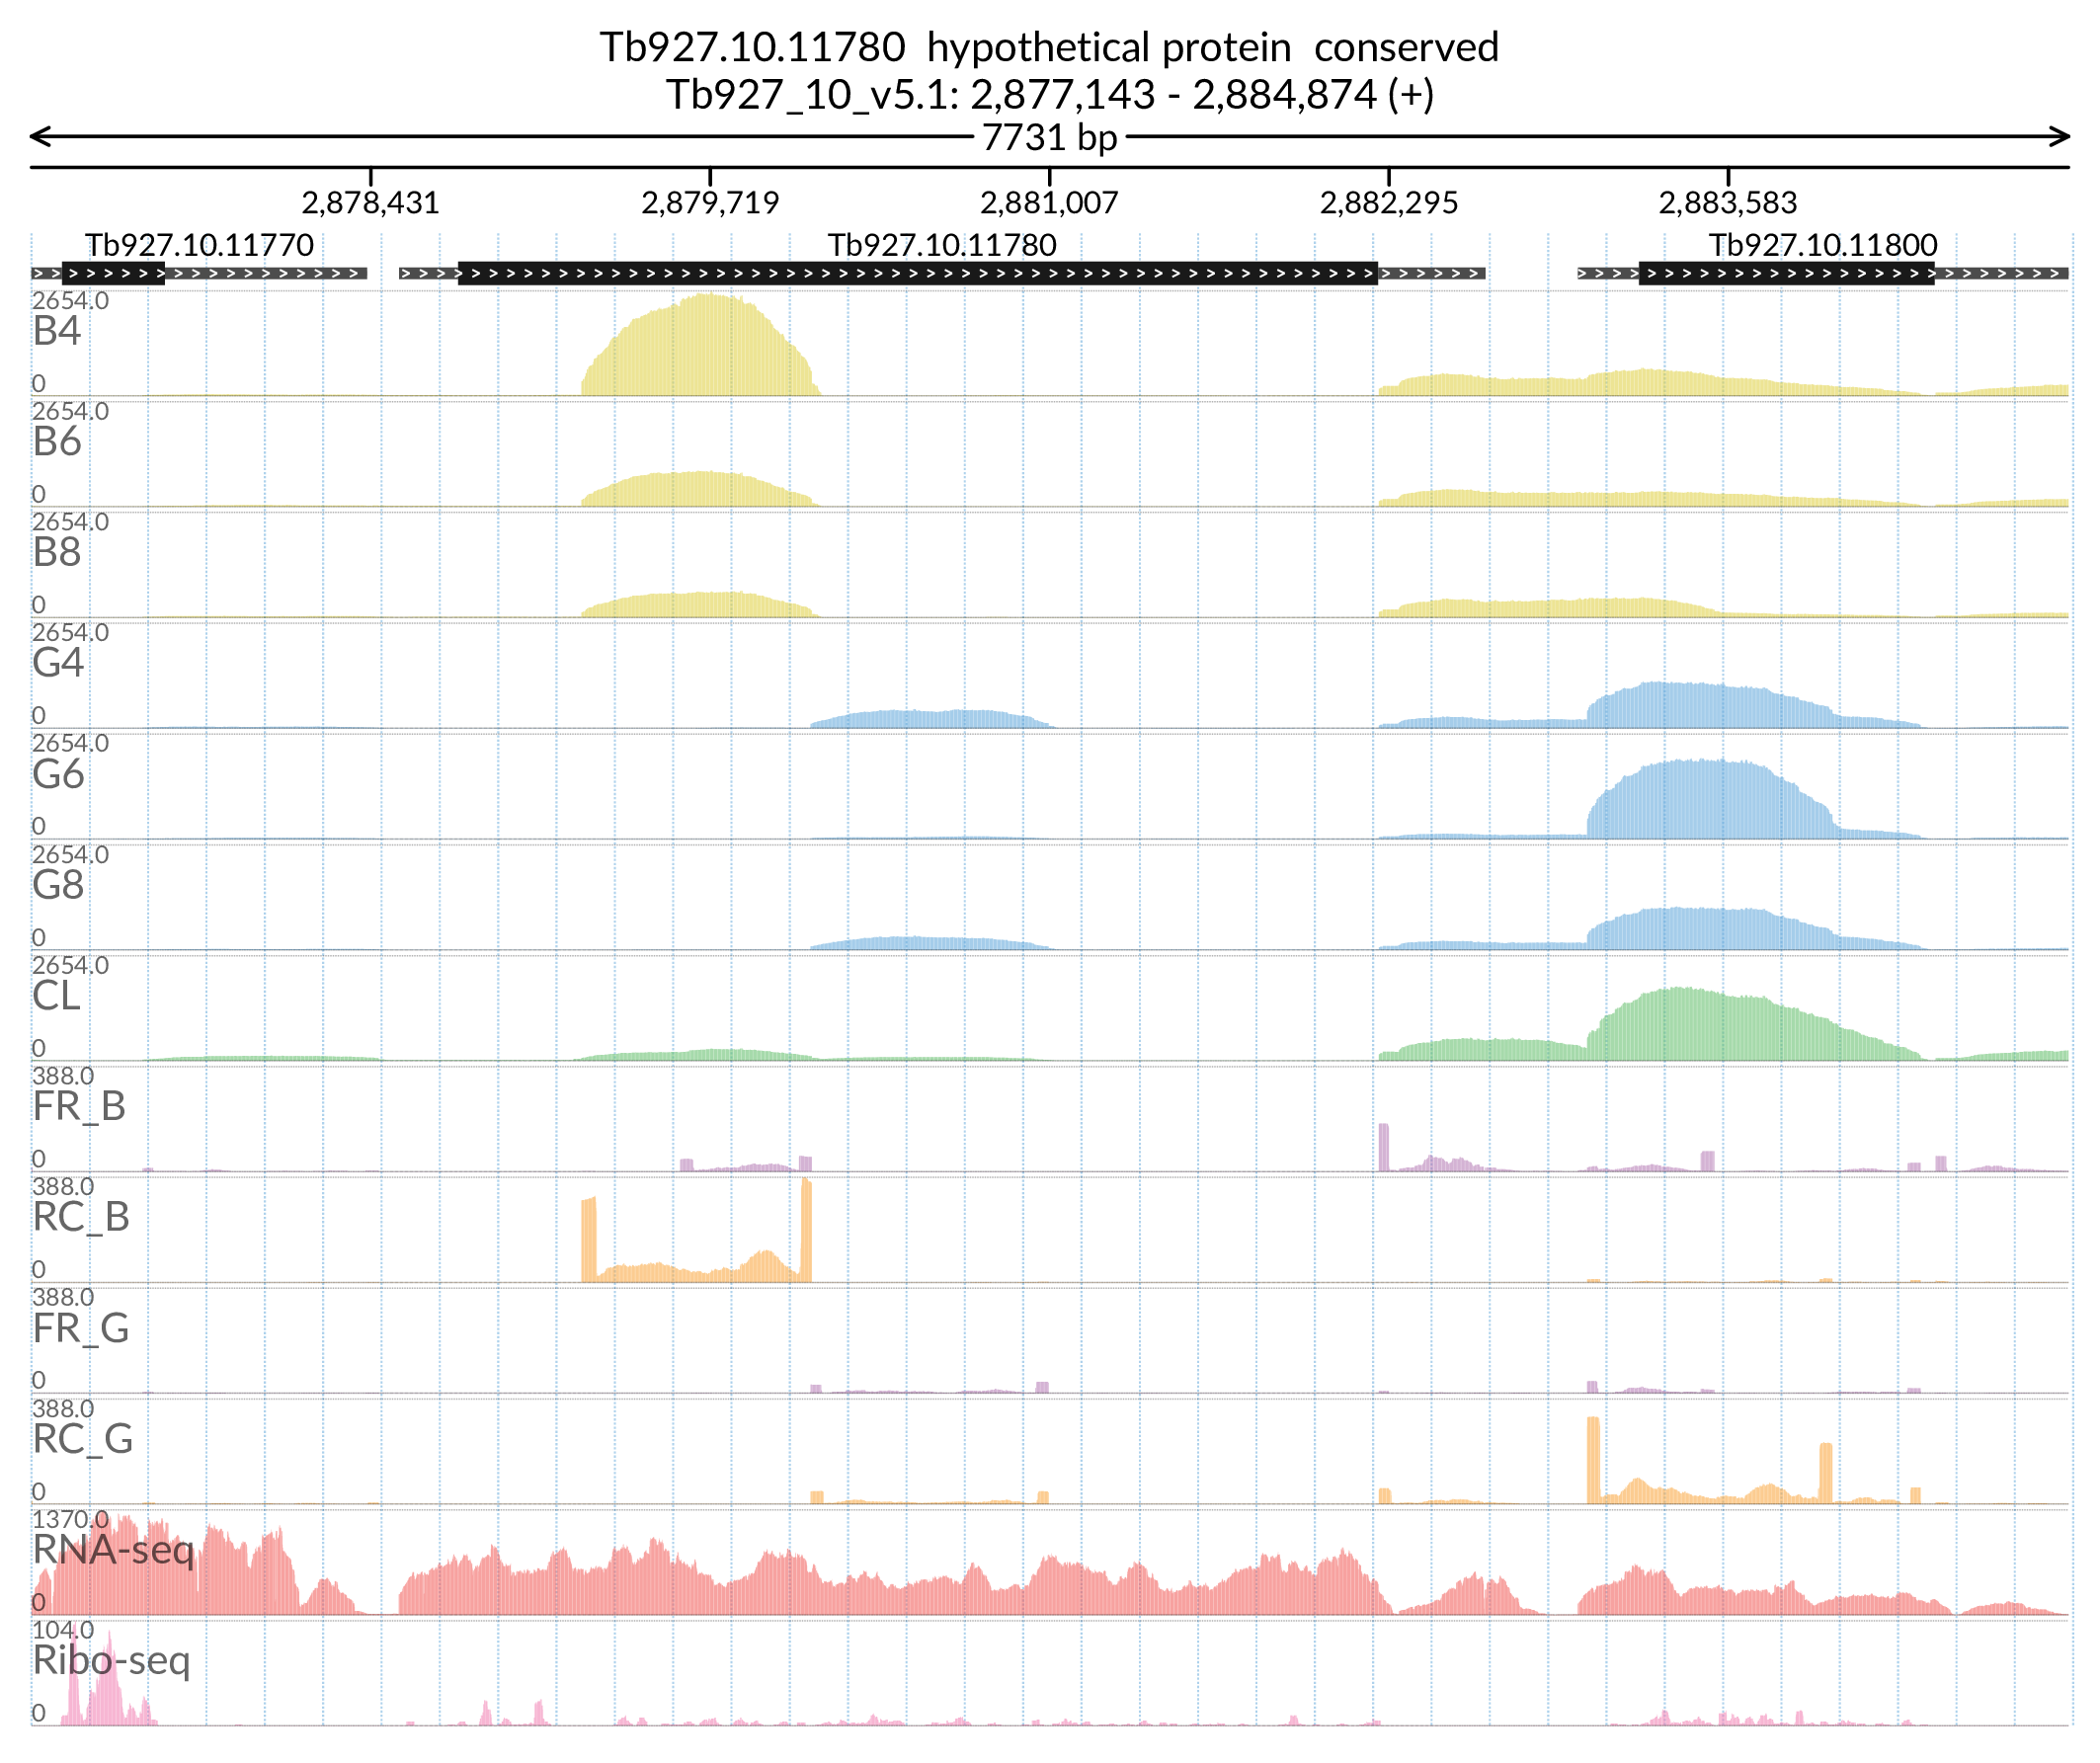 Tb927.10.11780 hypothetical protein conserved
Tb927_10_v5.1: 2,877,143 - 2,884,874 (+)
7731 bp
2,878,431 2,879,719 2,881,007 2,882,295 2,883,583
Tb927.10.11770 Tb927.10.11780 Tb927.10.11800
2654.0
B4
0
2654.0
B6
0
2654.0
B8
0
2654.0
G4
0
2654.0
G6
0
2654.0
G8
0
2654.0
CL
0
388.0
FR_B
0
388.0
RC_B
0
388.0
FR_G
0
388.0
RC_G
0
1370.0
RNA-seq
0
104.0
Ribo-seq
0